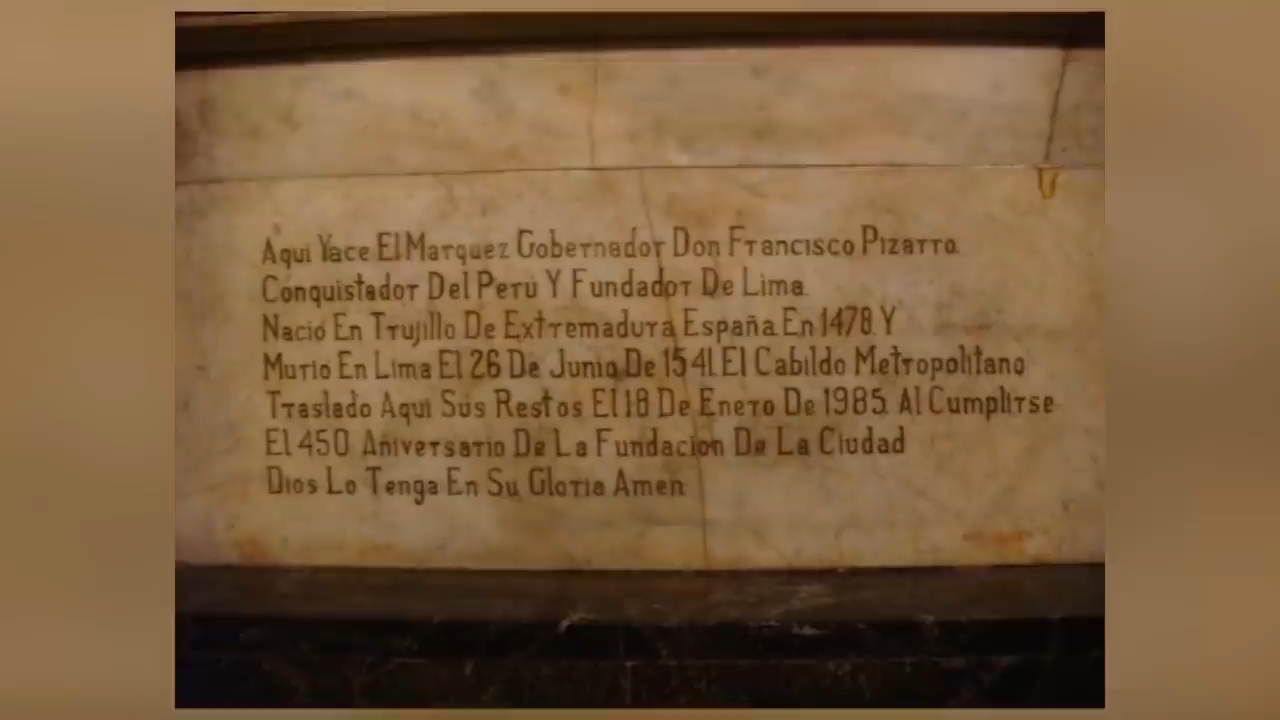 Aqui Yace El Marquez Gobernador Don Francisco Pizarro.
Conquistador Del Perú Y Fundador De Lima.
Nació En Trujillo De Extremadura España En 1478 Y
Murió En Lima El 26 De Junio De 1541. El Cabildo Metropolitano
Traslado Aqui Sus Restos El 18 De Enero De 1985. Al Cumplirse
El 450 Aniversario De La Fundacion De La Ciudad
Dios Lo Tenga En Su Gloria Amen